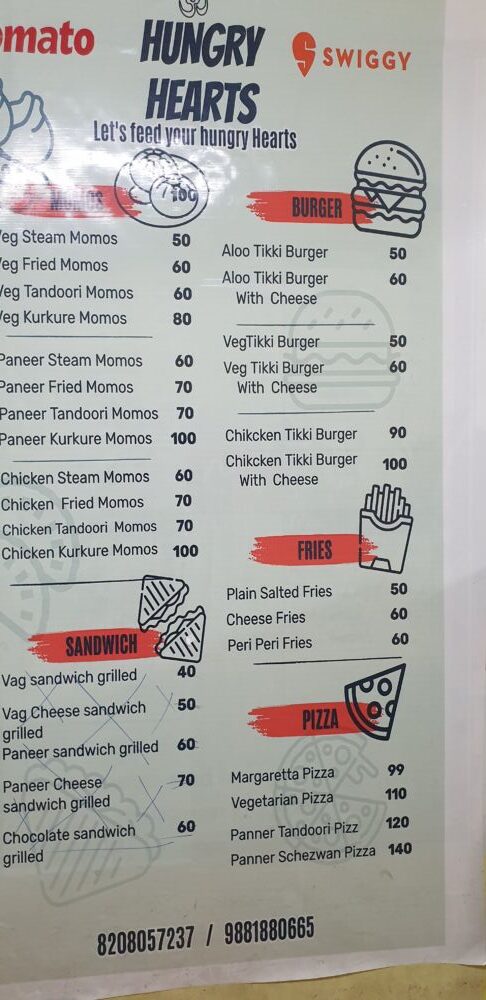 omato
HUNGRY
HEARTS
SWIGGY
Let's feed your hungry Hearts
MOMOS
100
Veg Steam Momos 50
Veg Fried Momos 60
Veg Tandoori Momos 60
Veg Kurkure Momos 80
Paneer Steam Momos 60
Paneer Fried Momos 70
Paneer Tandoori Momos 70
Paneer Kurkure Momos 100
Chicken Steam Momos 60
Chicken Fried Momos 70
Chicken Tandoori Momos 70
Chicken Kurkure Momos 100
SANDWICH
Vag sandwich grilled 40
Vag Cheese sandwich 50
grilled
Paneer sandwich grilled 60
Paneer Cheese 70
sandwich grilled
Chocolate sandwich 60
grilled
BURGER
Aloo Tikki Burger 50
Aloo Tikki Burger 60
With Cheese
VegTikki Burger 50
Veg Tikki Burger 60
With Cheese
Chikcken Tikki Burger 90
Chikcken Tikki Burger 100
With Cheese
FRIES
Plain Salted Fries 50
Cheese Fries 60
Peri Peri Fries 60
PIZZA
Margaretta Pizza 99
Vegetarian Pizza 110
Panner Tandoori Pizz 120
Panner Schezwan Pizza 140
8208057237 / 9881880665